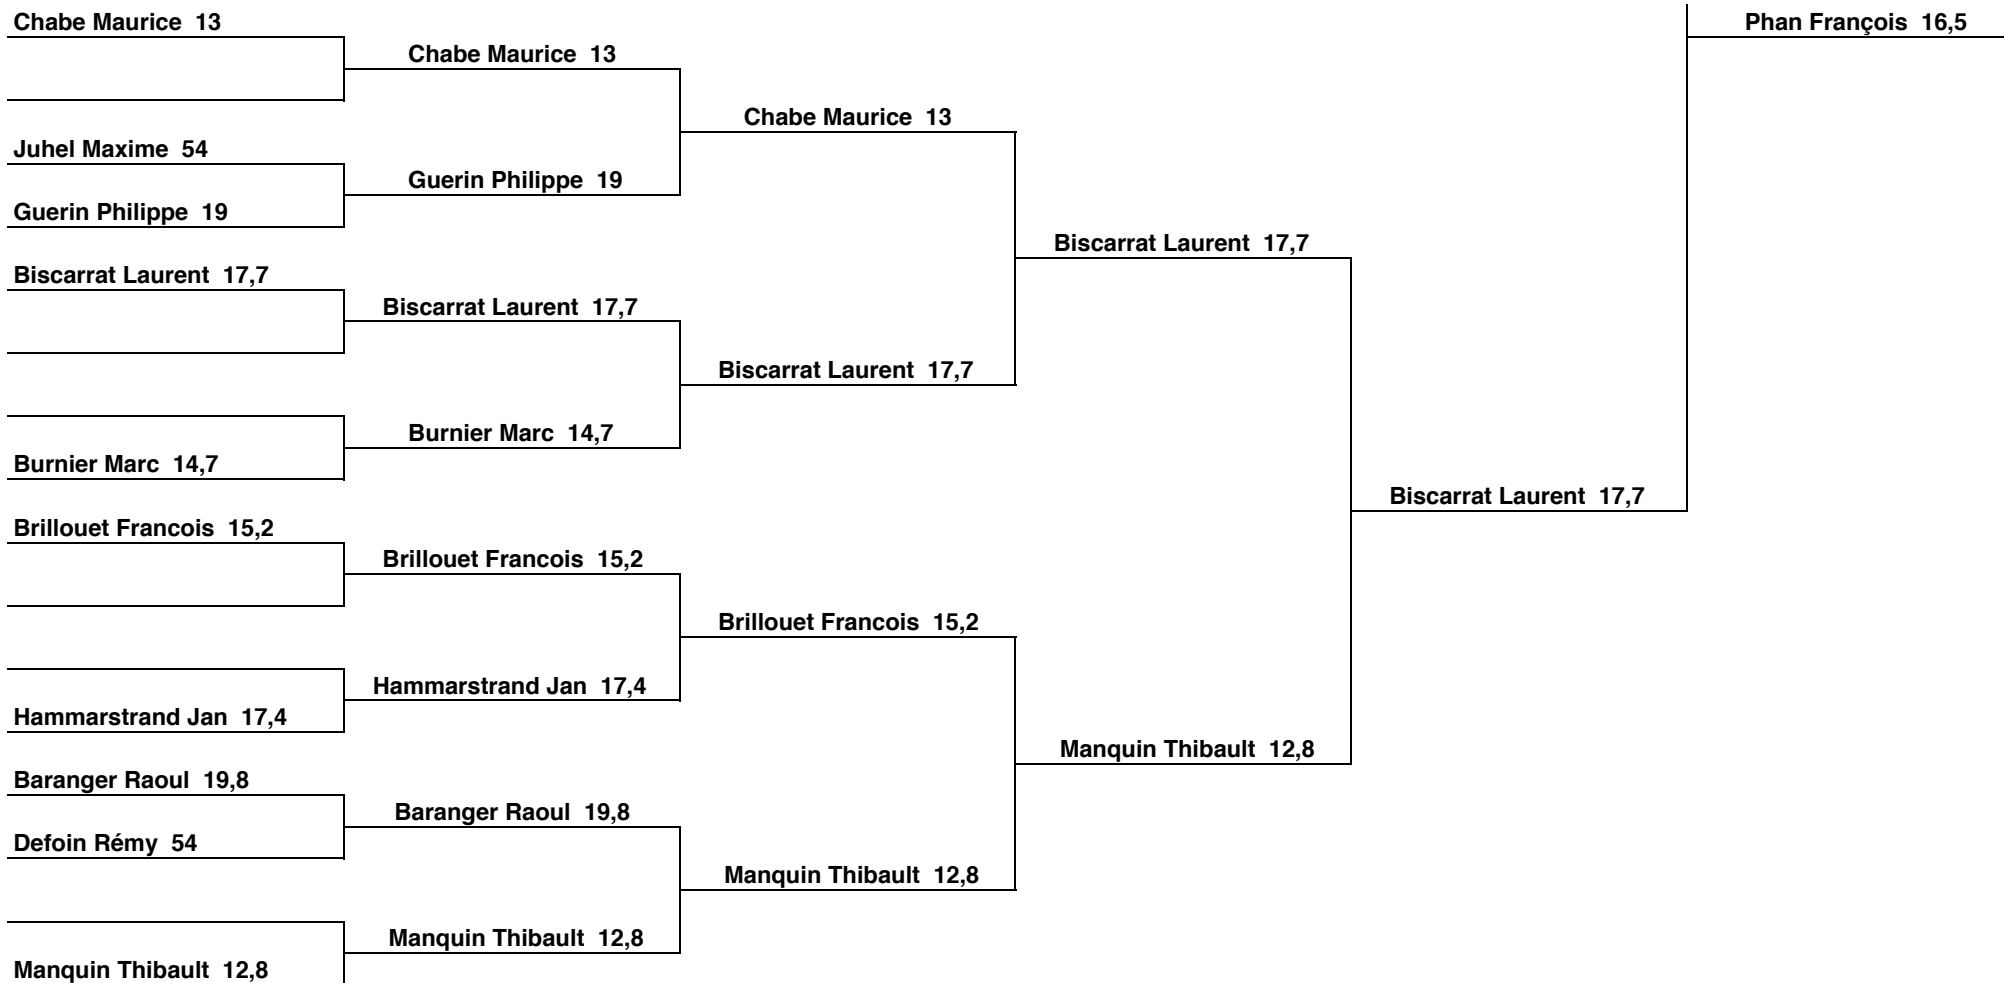 Chabe Maurice 13
Phan François 16,5
Chabe Maurice 13
Chabe Maurice 13
Juhel Maxime 54
Guerin Philippe 19
Guerin Philippe 19
Biscarrat Laurent 17,7
Biscarrat Laurent 17,7
Biscarrat Laurent 17,7
Biscarrat Laurent 17,7
Burnier Marc 14,7
Burnier Marc 14,7
Biscarrat Laurent 17,7
Brillouet Francois 15,2
Brillouet Francois 15,2
Brillouet Francois 15,2
Hammarstrand Jan 17,4
Hammarstrand Jan 17,4
Manquin Thibault 12,8
Baranger Raoul 19,8
Baranger Raoul 19,8
Defoin Rémy 54
Manquin Thibault 12,8
Manquin Thibault 12,8
Manquin Thibault 12,8